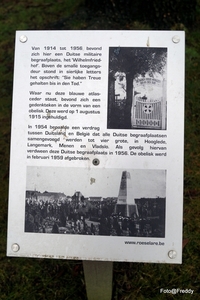 Van 1914 tot 1956 bevond
zich hier een Duitse militaire
begraafplaats, het 'Wilhelmfried-
hof'. Boven de smalle toegangs-
deur stond in sierlijke letters
het opschrift: "Sie haben Treue
gehalten bis in den Tod."
Waar nu deze blauwe atlas-
ceder staat, bevond zich een
gedenkteken in de vorm van een
obelisk. Deze werd op 1 augustus
1915 ingehuldigd.
In 1954 bepaalde een verdrag
tussen Duitsland en België dat alle Duitse begraafplaatsen
samengevoegd werden tot vier grote, in Hooglede,
Langemark, Menen en Vladslo. Als gevolg hiervan
verdween deze Duitse begraafplaats in 1956. De obelisk werd
in februari 1959 afgebroken.
www.roeselare.be
Foto@Freddy